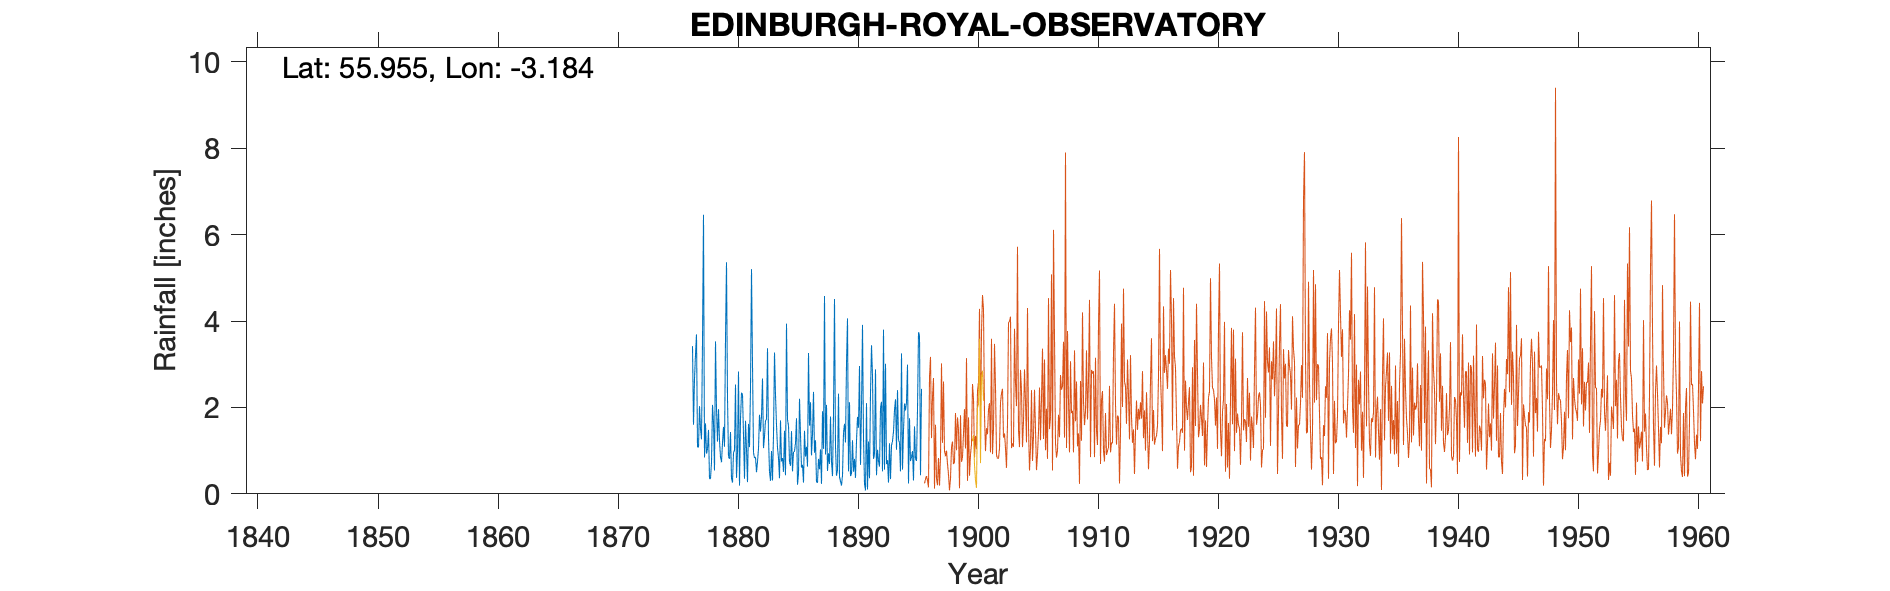 EDINBURGH-ROYAL-OBSERVATORY
Lat: 55.955, Lon: -3.184
10
8
6
4
2
0
Rainfall [inches]
1840 1850 1860 1870 1880 1890 1900 1910 1920 1930 1940 1950 1960
Year